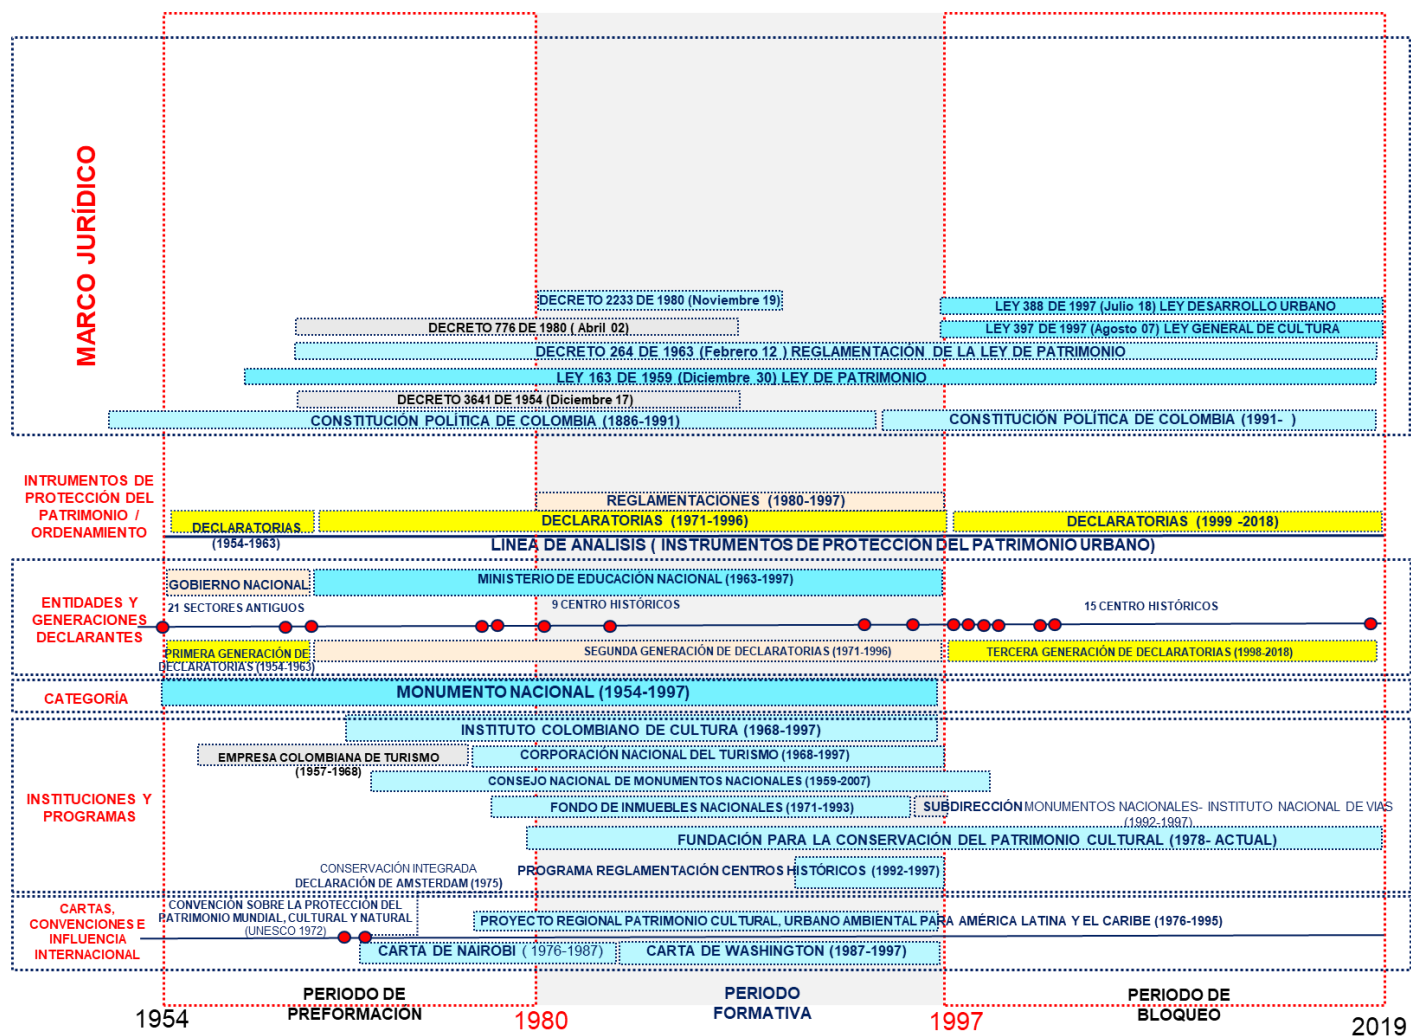 MARCO JURÍDICO
DECRETO 2233 DE 1980 (Noviembre 19)
LEY 388 DE 1997 (Julio 18) LEY DESARROLLO URBANO
DECRETO 776 DE 1980 ( Abril 02)
LEY 397 DE 1997 (Agosto 07) LEY GENERAL DE CULTURA
DECRETO 264 DE 1963 (Febrero 12 ) REGLAMENTACIÓN DE LA LEY DE PATRIMONIO
LEY 163 DE 1959 (Diciembre 30) LEY DE PATRIMONIO
DECRETO 3641 DE 1954 (Diciembre 17)
CONSTITUCIÓN POLÍTICA DE COLOMBIA (1886-1991)
CONSTITUCIÓN POLÍTICA DE COLOMBIA (1991- )
INTRUMENTOS DE
PROTECCIÓN DEL
PATRIMONIO /
ORDENAMIENTO
REGLAMENTACIONES (1980-1997)
DECLARATORIAS
(1954-1963)
DECLARATORIAS (1971-1996)
DECLARATORIAS (1999 -2018)
LINEA DE ANALISIS ( INSTRUMENTOS DE PROTECCION DEL PATRIMONIO URBANO)
ENTIDADES Y
GENERACIONES
DECLARANTES
GOBIERNO NACIONAL
MINISTERIO DE EDUCACIÓN NACIONAL (1963-1997)
21 SECTORES ANTIGUOS
9 CENTRO HISTÓRICOS
15 CENTRO HISTÓRICOS
PRIMERA GENERACIÓN DE
DECLARATORIAS (1954-1963)
SEGUNDA GENERACIÓN DE DECLARATORIAS (1971-1996)
TERCERA GENERACIÓN DE DECLARATORIAS (1998-2018)
CATEGORÍA
MONUMENTO NACIONAL (1954-1997)
INSTITUCIONES Y
PROGRAMAS
INSTITUTO COLOMBIANO DE CULTURA (1968-1997)
EMPRESA COLOMBIANA DE TURISMO
(1957-1968)
CORPORACIÓN NACIONAL DEL TURISMO (1968-1997)
CONSEJO NACIONAL DE MONUMENTOS NACIONALES (1959-2007)
FONDO DE INMUEBLES NACIONALES (1971-1993)
SUBDIRECCIÓN MONUMENTOS NACIONALES- INSTITUTO NACIONAL DE VIAS
(1992-1997)
FUNDACIÓN PARA LA CONSERVACIÓN DEL PATRIMONIO CULTURAL (1978- ACTUAL)
PROGRAMA REGLAMENTACIÓN CENTROS HISTÓRICOS (1992-1997)
CONSERVACIÓN INTEGRADA
DECLARACIÓN DE AMSTERDAM (1975)
CARTAS,
CONVENCIONES E
INFLUENCIA
INTERNACIONAL
CONVENCIÓN SOBRE LA PROTECCIÓN DEL
PATRIMONIO MUNDIAL, CULTURAL Y NATURAL
(UNESCO 1972)
PROYECTO REGIONAL PATRIMONIO CULTURAL, URBANO AMBIENTAL PARA AMÉRICA LATINA Y EL CARIBE (1976-1995)
CARTA DE NAIROBI ( 1976-1987)
CARTA DE WASHINGTON (1987-1997)
PERIODO DE
PREFORMACIÓN
PERIODO
FORMATIVA
PERIODO DE
BLOQUEO
1954
1980
1997
2019